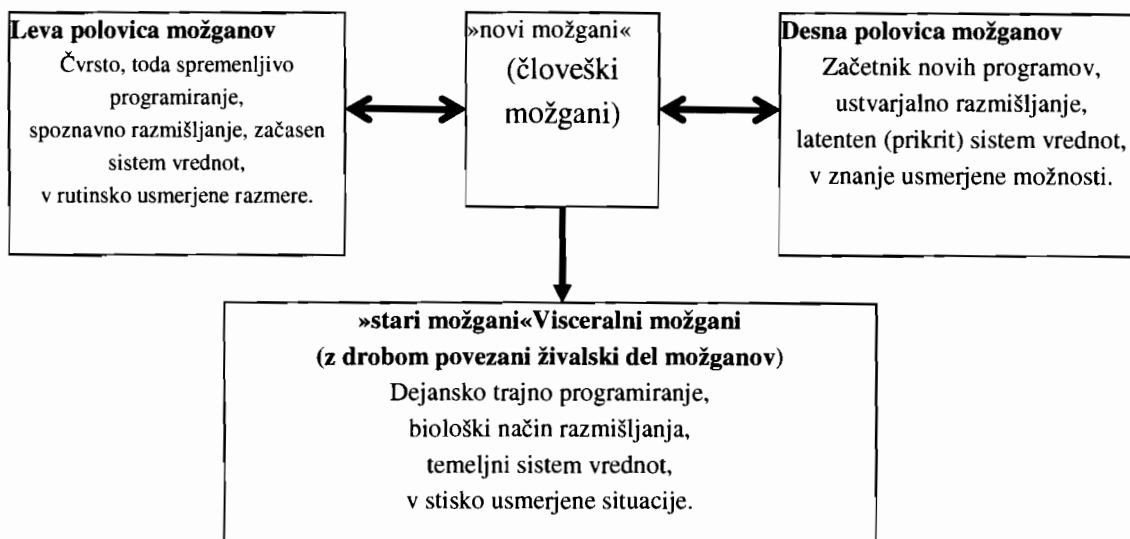 Leva polovica možganov
Čvrsto, toda spremenljivo
programiranje,
spoznavno razmišljanje, začasen
sistem vrednot,
v rutinsko usmerjene razmere.
»novi možgani«
(človeški
možgani)
Desna polovica možganov
Začetnik novih programov,
ustvarjalno razmišljanje,
latenten (prikrit) sistem vrednot,
v znanje usmerjene možnosti.
»stari možgani«Visceralni možgani
(z drobom povezani živalski del možganov)
Dejansko trajno programiranje,
biološki način razmišljanja,
temeljni sistem vrednot,
v stisko usmerjene situacije.